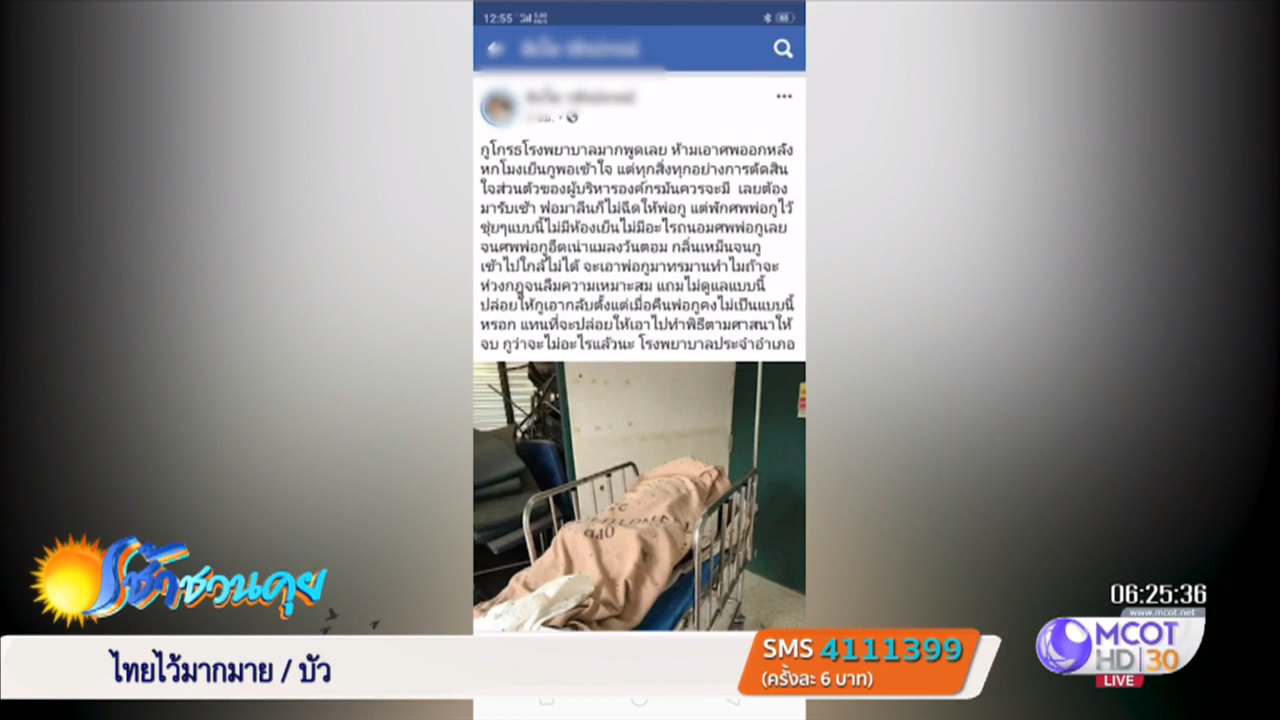 12:55
กูโกรธโรงพยาบาลมากพูดเลย ห้ามเอาศพออกหลัง
หกโมงเย็นกูพอเข้าใจ แต่ทุกสิ่งทุกอย่างการตัดสิน
ใจส่วนตัวของผู้บริหารองค์กรมันควรจะมี เลยต้อง
มารับเช้า ฟอมาลีนก็ไม่ฉีดให้พ่อกู แต่พักศพพ่อกูไว้
ซุ่ยๆแบบนี้ไม่มีห้องเย็นไม่มีอะไรถนอมศพพ่อกูเลย
จนศพพ่อกูอืดเน่าแมลงวันตอม กลิ่นเหม็นจนกู
เข้าไปใกล้ไม่ได้ จะเอาพ่อกูมาทรมานทำไมถ้าจะ
ห่วงกฎจนลืมความเหมาะสม แถมไม่ดูแลแบบนี้
ปล่อยให้กูเอากลับตั้งแต่เมื่อคืนพ่อกูคงไม่เป็นแบบนี้
หรอก แทนที่จะปล่อยให้เอาไปทำพิธีตามศาสนาให้
จบ กูว่าจะไม่อะไรแล้วนะ โรงพยาบาลประจำอำเภอ
OPD
เช้าชวนคุย
06:25:36
www.mcot.net
MCOT
HD 30
LIVE
ไทยไว้มากมาย / บัว
SMS 4111399
(ครั้งละ 6 บาท)